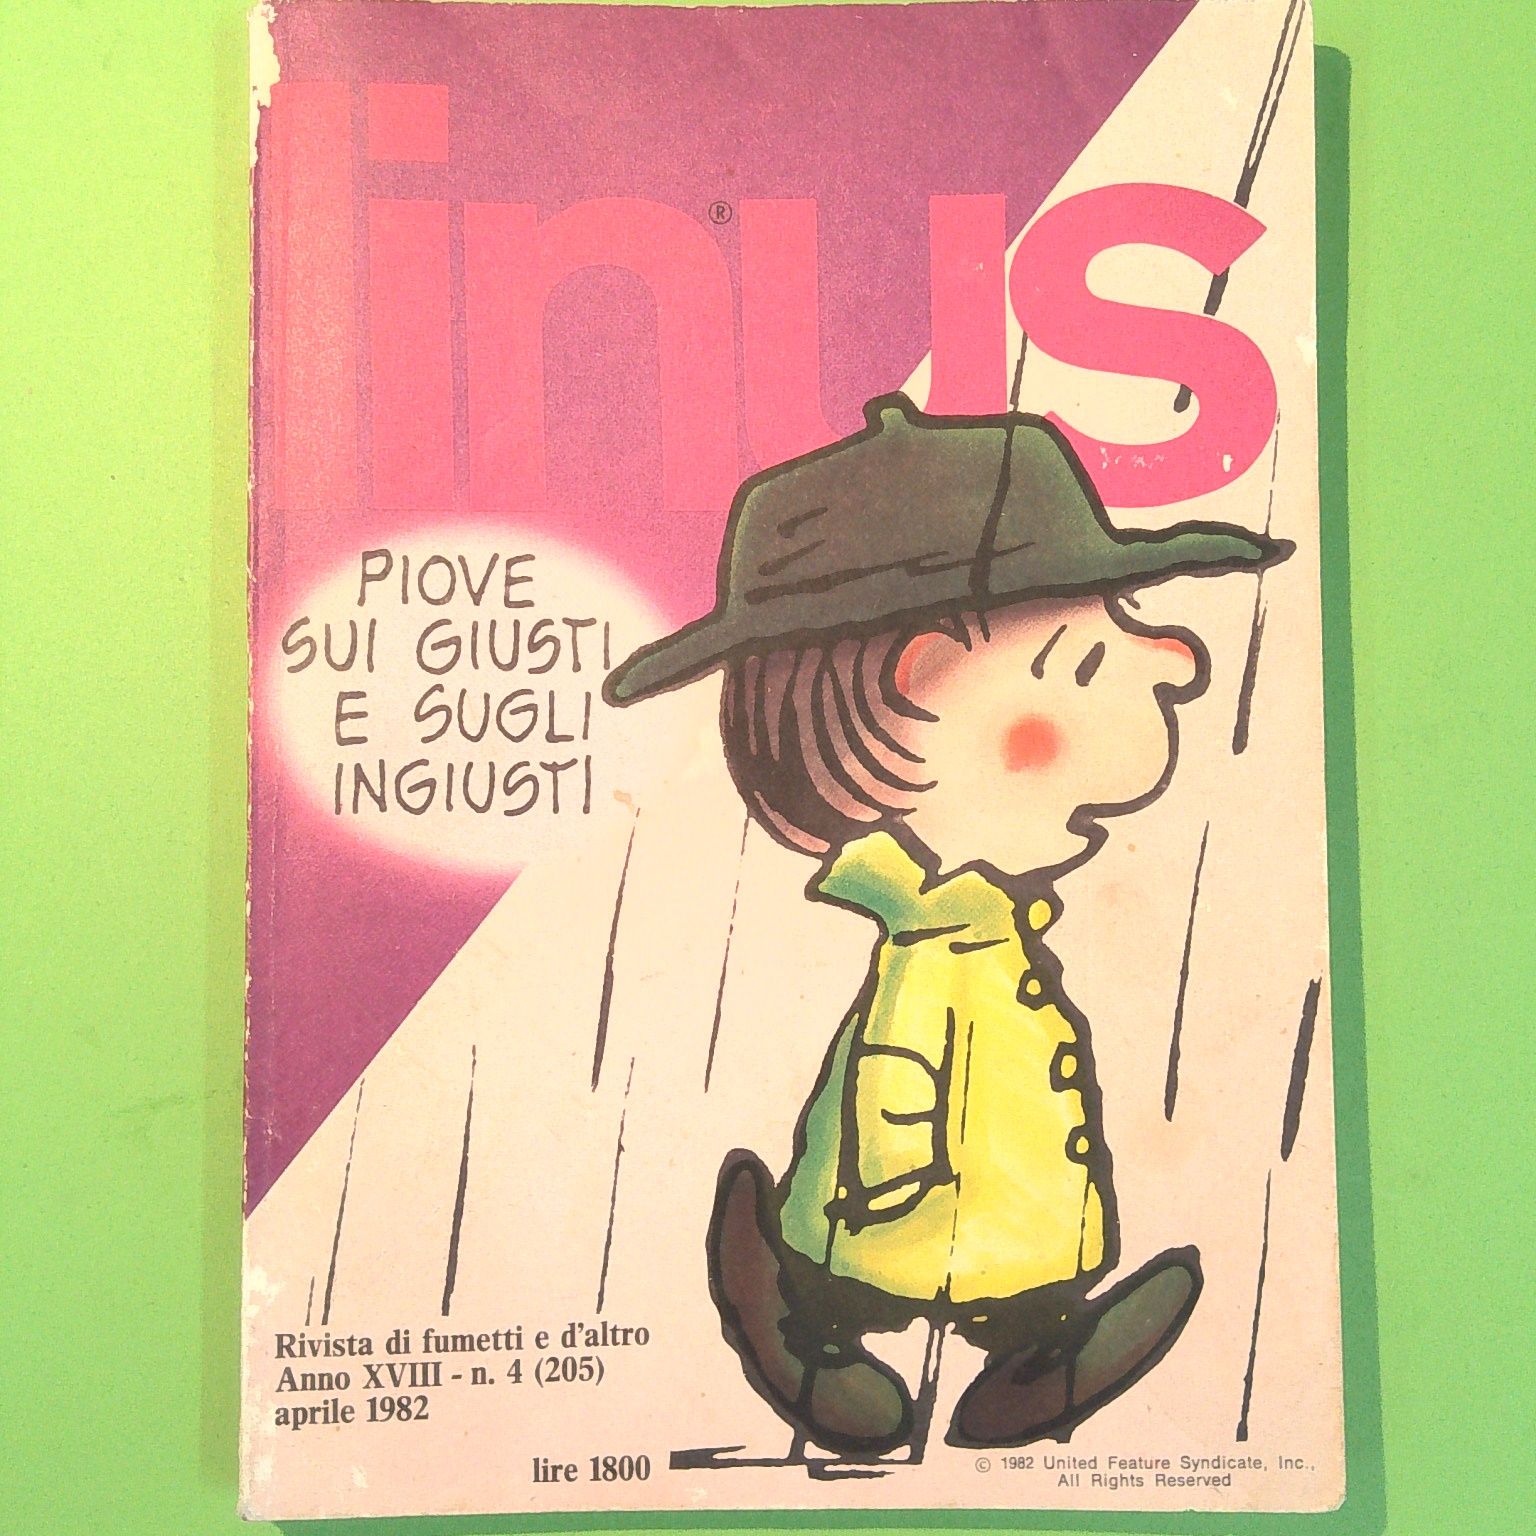 linus®
PIOVE
SUI GIUSTI
E SUGLI
INGIUSTI
Rivista di fumetti e d'altro
Anno XVIII - n. 4 (205)
aprile 1982
lire 1800
© 1982 United Feature Syndicate, Inc.,
All Rights Reserved